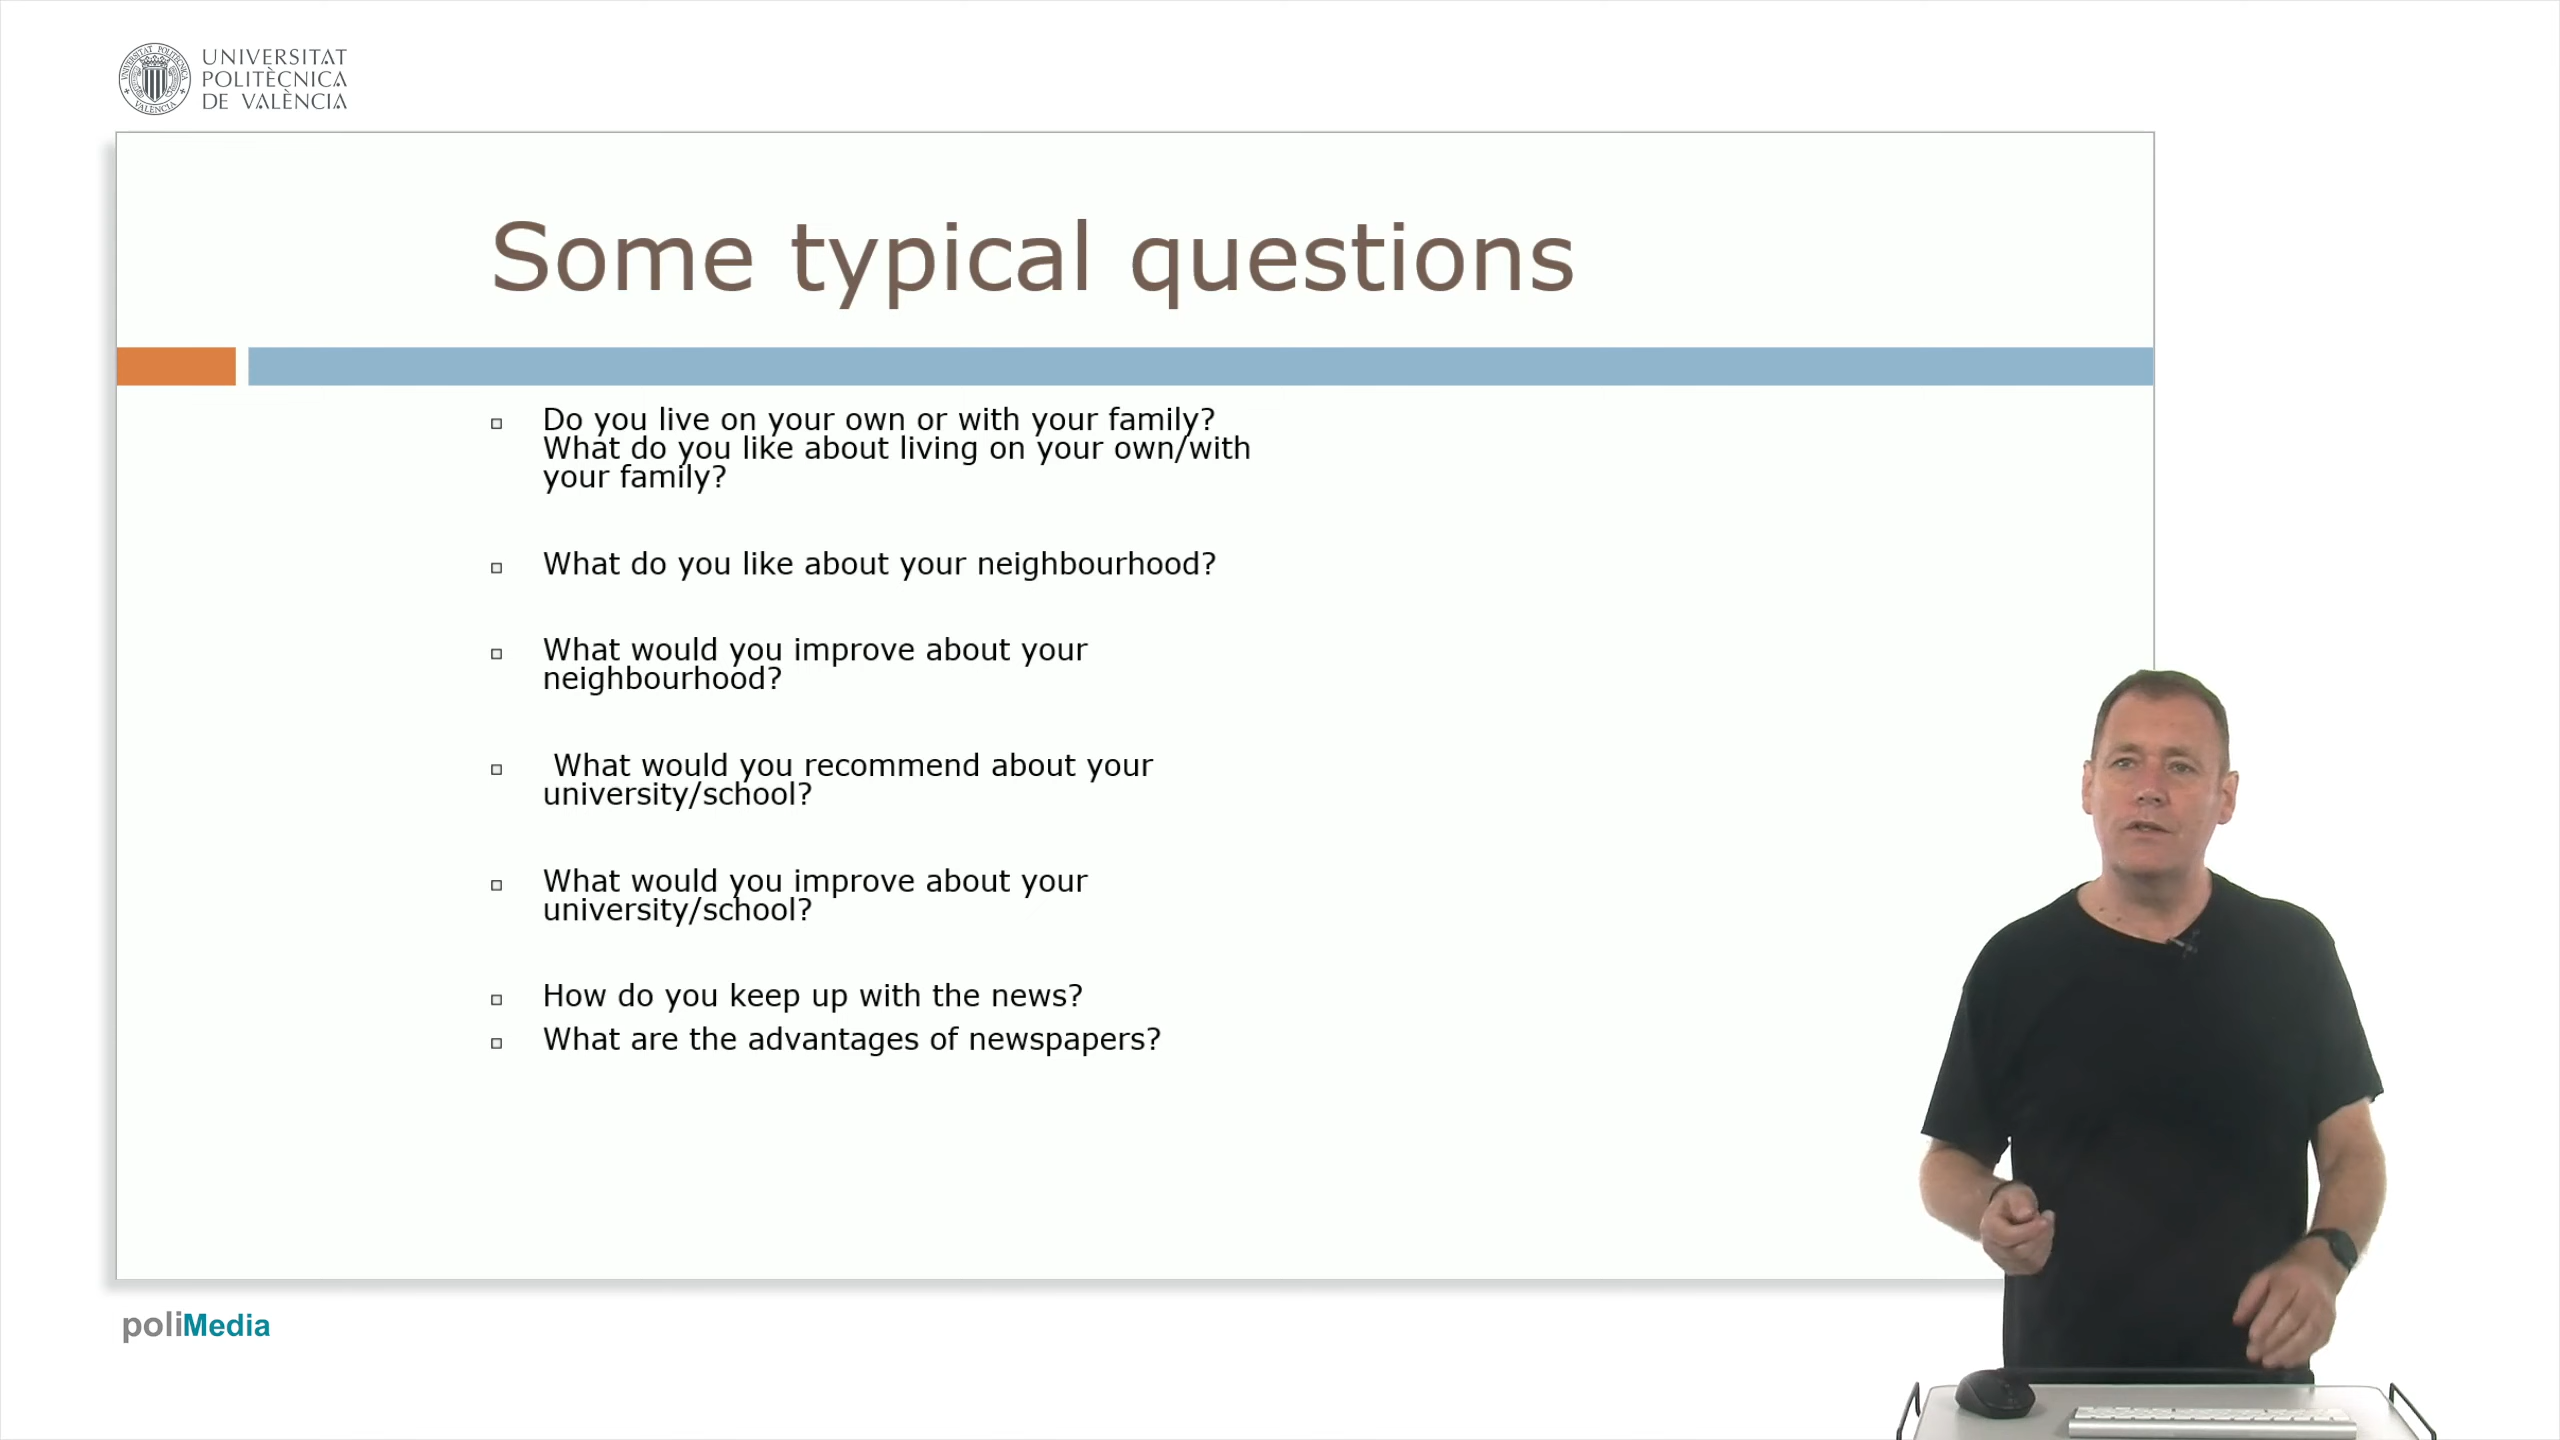 UNIVERSITAT
POLITÈCNICA
DE VALÈNCIA
Some typical questions
Do you live on your own or with your family?
What do you like about living on your own/with
your family?
What do you like about your neighbourhood?
What would you improve about your
neighbourhood?
What would you recommend about your
university/school?
What would you improve about your
university/school?
How do you keep up with the news?
What are the advantages of newspapers?
poliMedia